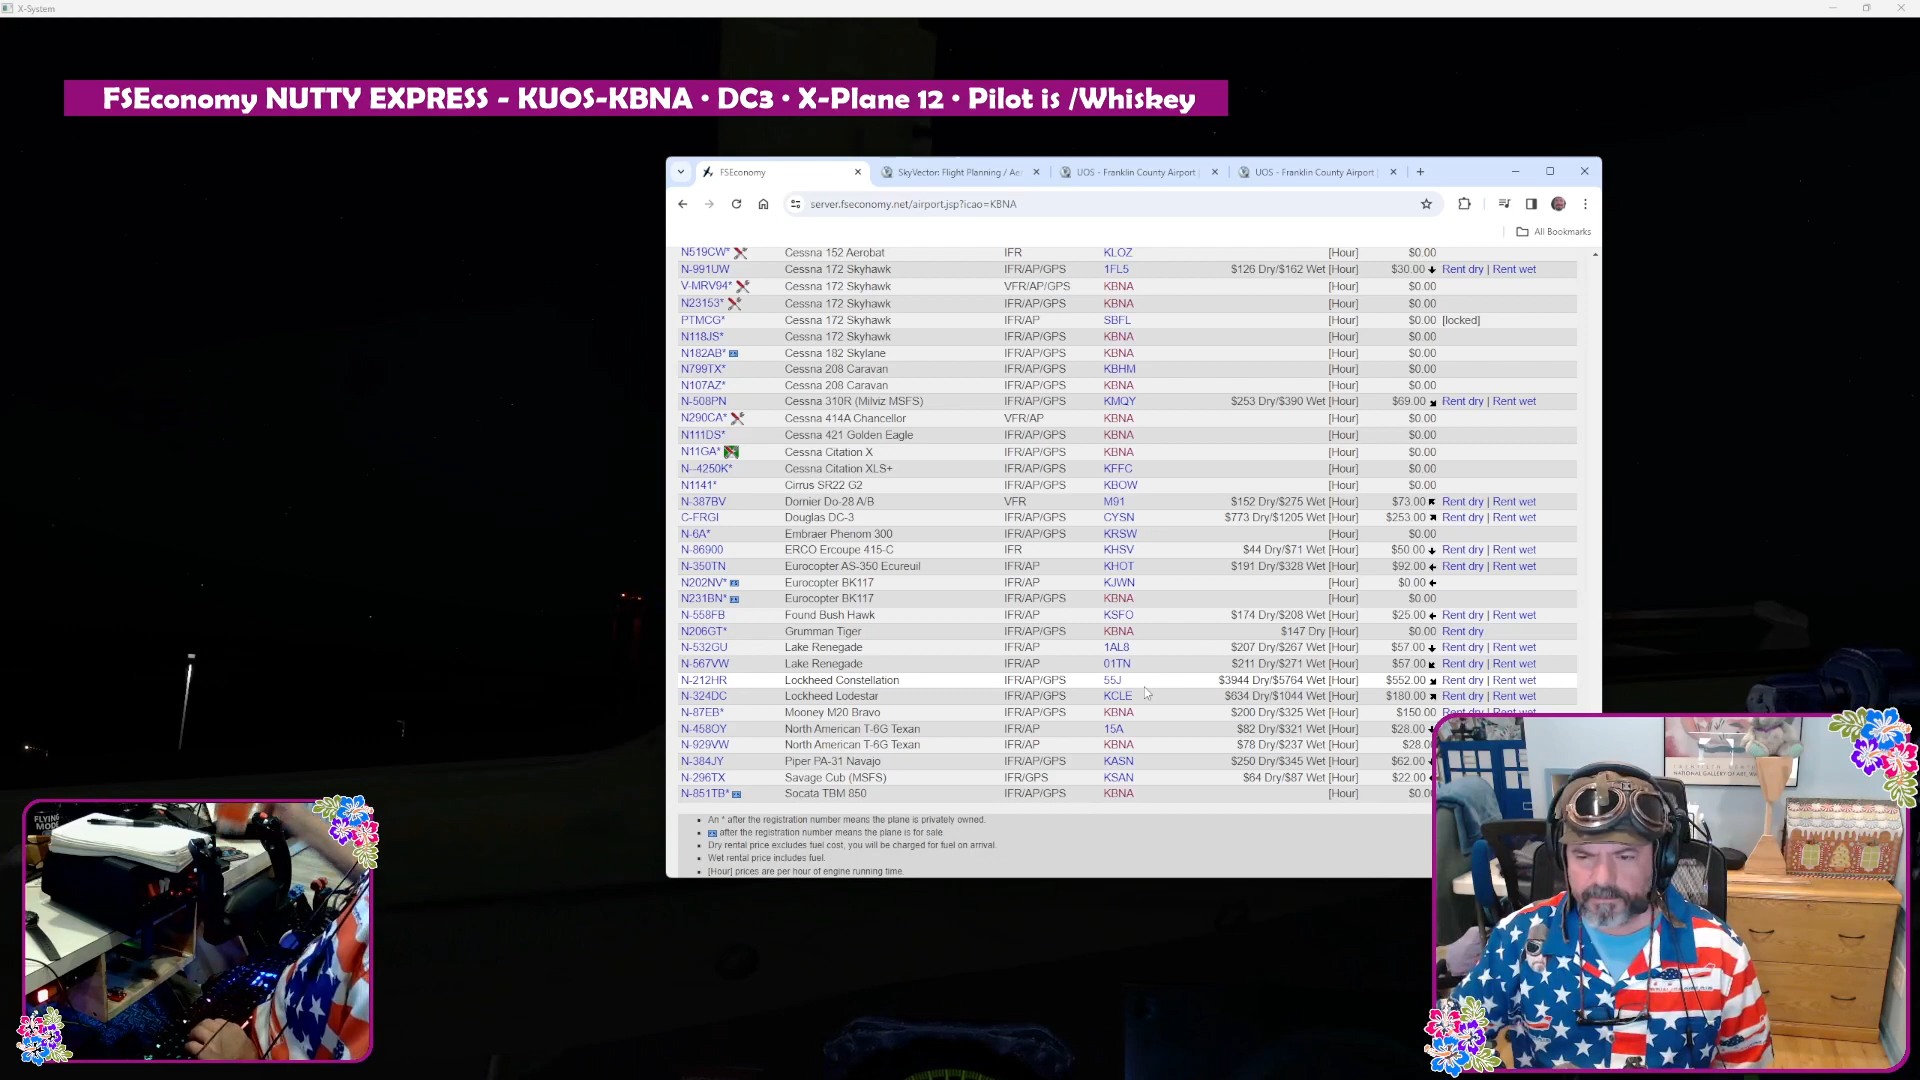 X-System
FSEconomy NUTTY EXPRESS - KUOS-KBNA • DC3 • X-Plane 12 • Pilot is /Whiskey
FSEconomy SkyVector: Flight Planning / Ae UOS - Franklin County Airport UOS - Franklin County Airport
server.fseconomy.net/airport.jsp?icao=KBNA
All Bookmarks
N519CW* Cessna 152 Aerobat IFR KLOZ [Hour] $0.00
N-991UW Cessna 172 Skyhawk IFR/AP/GPS 1FL5 $126 Dry/$162 Wet [Hour] $30.00 Rent dry | Rent wet
V-MRV94* Cessna 172 Skyhawk VFR/AP/GPS KBNA [Hour] $0.00
N23153* Cessna 172 Skyhawk IFR/AP/GPS KBNA [Hour] $0.00
PTMCG* Cessna 172 Skyhawk IFR/AP SBFL [Hour] $0.00 [locked]
N118JS* Cessna 172 Skyhawk IFR/AP/GPS KBNA [Hour] $0.00
N182AB* Cessna 182 Skylane IFR/AP/GPS KBNA [Hour] $0.00
N799TX* Cessna 208 Caravan IFR/AP/GPS KBHM [Hour] $0.00
N107AZ* Cessna 208 Caravan IFR/AP/GPS KBNA [Hour] $0.00
N-508PN Cessna 310R (Milviz MSFS) IFR/AP/GPS KMQY $253 Dry/$390 Wet [Hour] $69.00 Rent dry | Rent wet
N290CA* Cessna 414A Chancellor VFR/AP KBNA [Hour] $0.00
N111DS* Cessna 421 Golden Eagle IFR/AP/GPS KBNA [Hour] $0.00
N11GA* Cessna Citation X IFR/AP/GPS KBNA [Hour] $0.00
N--4250K* Cessna Citation XLS+ IFR/AP/GPS KFFC [Hour] $0.00
N1141* Cirrus SR22 G2 IFR/AP/GPS KBOW [Hour] $0.00
N-387BV Dornier Do-28 A/B VFR M91 $152 Dry/$275 Wet [Hour] $73.00 Rent dry | Rent wet
C-FRGI Douglas DC-3 IFR/AP/GPS CYSN $773 Dry/$1205 Wet [Hour] $253.00 Rent dry | Rent wet
N-6A* Embraer Phenom 300 IFR/AP/GPS KRSW [Hour] $0.00
N-86900 ERCO Ercoupe 415-C IFR KHSV $44 Dry/$71 Wet [Hour] $50.00 Rent dry | Rent wet
N-350TN Eurocopter AS-350 Ecureuil IFR/AP KHOT $191 Dry/$328 Wet [Hour] $92.00 Rent dry | Rent wet
N202NV* Eurocopter BK117 IFR/AP KJWN [Hour] $0.00
N231BN* Eurocopter BK117 IFR/AP/GPS KBNA [Hour] $0.00
N-558FB Found Bush Hawk IFR/AP KSFO $174 Dry/$208 Wet [Hour] $25.00 Rent dry | Rent wet
N206GT* Grumman Tiger IFR/AP/GPS KBNA $147 Dry [Hour] $0.00 Rent dry
N-532GU Lake Renegade IFR/AP 1AL8 $207 Dry/$267 Wet [Hour] $57.00 Rent dry | Rent wet
N-567VW Lake Renegade IFR/AP 01TN $211 Dry/$271 Wet [Hour] $57.00 Rent dry | Rent wet
N-212HR Lockheed Constellation IFR/AP/GPS 55J $3944 Dry/$5764 Wet [Hour] $552.00 Rent dry | Rent wet
N-324DC Lockheed Lodestar IFR/AP/GPS KCLE $634 Dry/$1044 Wet [Hour] $180.00 Rent dry | Rent wet
N-87EB* Mooney M20 Bravo IFR/AP/GPS KBNA $200 Dry/$325 Wet [Hour] $150.00 Rent dry | Rent wet
N-458OY North American T-6G Texan IFR/AP 15A $82 Dry/$321 Wet [Hour] $28.00
N-929VW North American T-6G Texan IFR/AP KBNA $78 Dry/$237 Wet [Hour] $28.00
N-384JY Piper PA-31 Navajo IFR/AP/GPS KASN $250 Dry/$345 Wet [Hour] $62.00
N-296TX Savage Cub (MSFS) IFR/GPS KSAN $64 Dry/$87 Wet [Hour] $22.00
N-851TB* Socata TBM 850 IFR/AP/GPS KBNA [Hour] $0.00
An * after the registration number means the plane is privately owned.
after the registration number means the plane is for sale.
Dry rental price excludes fuel cost, you will be charged for fuel on arrival.
Wet rental price includes fuel.
[Hour] prices are per hour of engine running time.
FLYING
MODE
NATIONAL GALLERY OF ART, WA